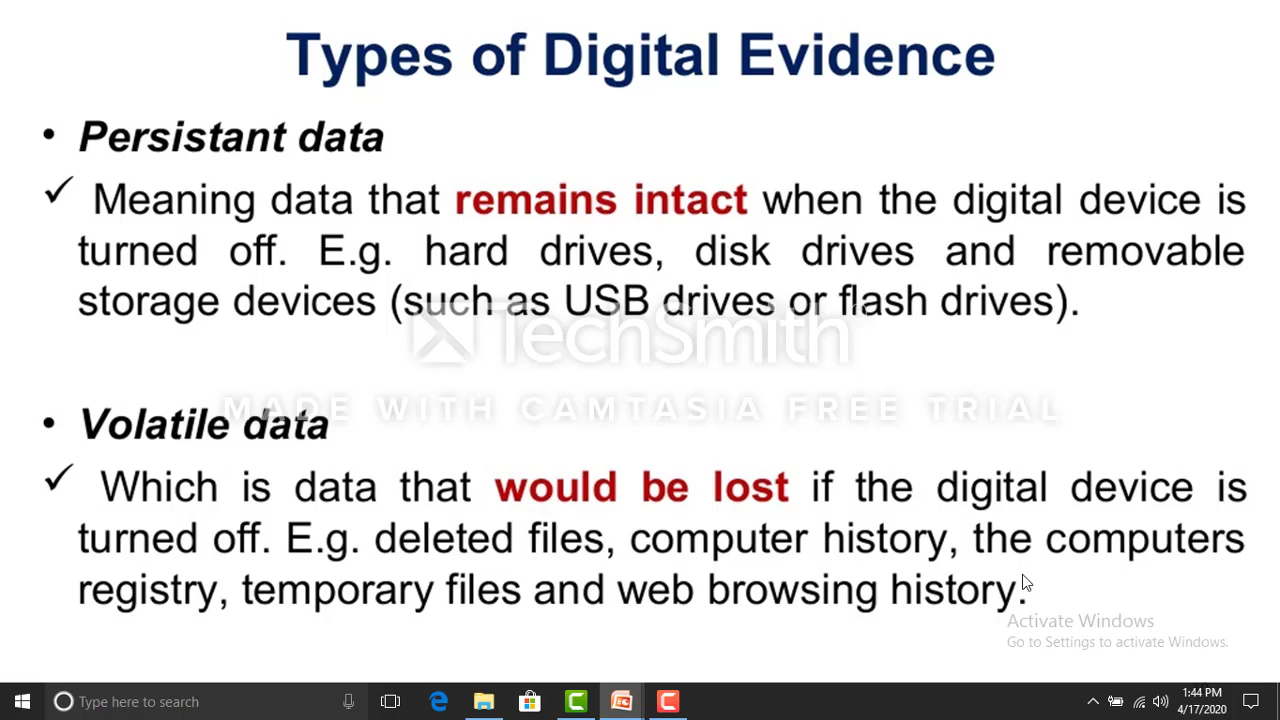 Types of Digital Evidence
• Persistant data
✓ Meaning data that remains intact when the digital device is
turned off. E.g. hard drives, disk drives and removable
storage devices (such as USB drives or flash drives).
TechSmith
MADE WITH CAMTASIA FREE TRIAL
• Volatile data
✓ Which is data that would be lost if the digital device is
turned off. E.g. deleted files, computer history, the computers
registry, temporary files and web browsing history.
Activate Windows
Go to Settings to activate Windows.
Type here to search
1:44 PM
4/17/2020